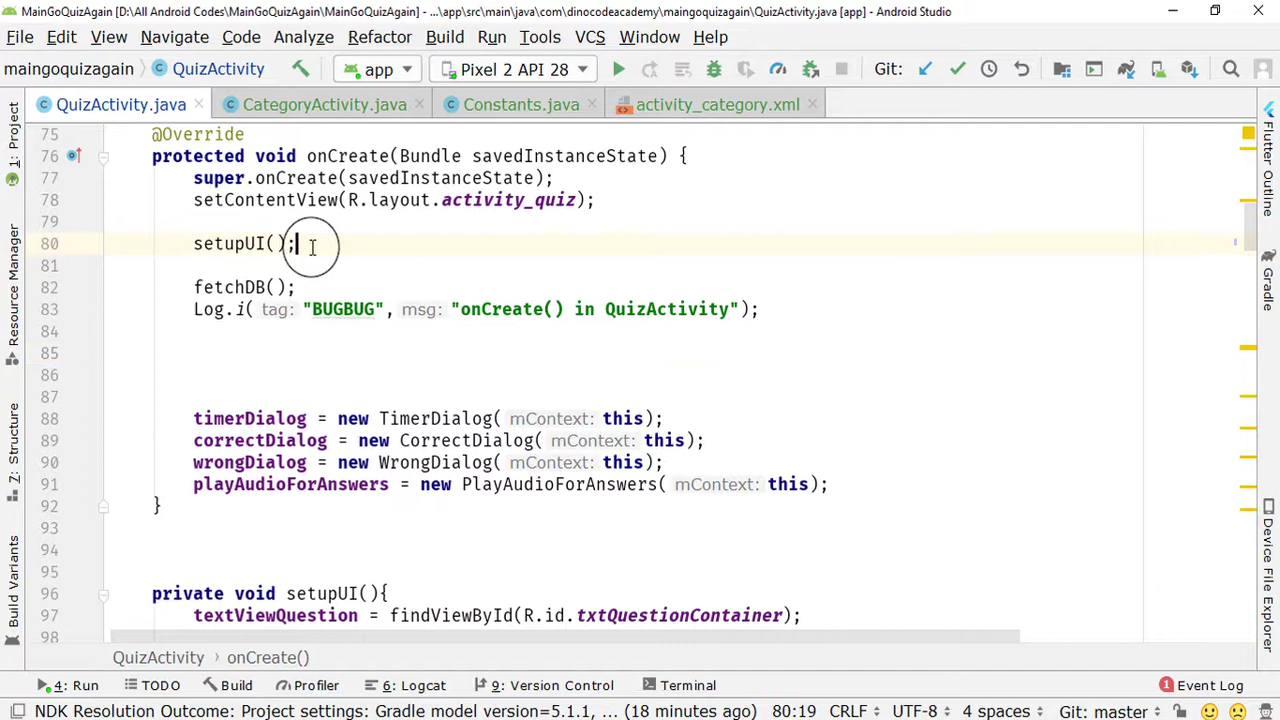 MainGoQuizAgain [D:\All Android Codes\MainGoQuizAgain\MainGoQuizAgain] - ...\app\src\main\java\com\dinocodeacademy\maingoquizagain\QuizActivity.java [app] - Android Studio
File Edit View Navigate Code Analyze Refactor Build Run Tools VCS Window Help
maingoquizagain QuizActivity app Pixel 2 API 28 Git:
QuizActivity.java CategoryActivity.java Constants.java activity_category.xml
75 @Override
76 protected void onCreate(Bundle savedInstanceState) {
77 super.onCreate(savedInstanceState);
78 setContentView(R.layout.activity_quiz);
79
80 setupUI();
81
82 fetchDB();
83 Log.i( tag: "BUGBUG", msg: "onCreate() in QuizActivity");
84
85
86
87
88 timerDialog = new TimerDialog( mContext: this);
89 correctDialog = new CorrectDialog( mContext: this);
90 wrongDialog = new WrongDialog( mContext: this);
91 playAudioForAnswers = new PlayAudioForAnswers( mContext: this);
92 }
93
94
95
96 private void setupUI(){
97 textViewQuestion = findViewById(R.id.txtQuestionContainer);
98
QuizActivity › onCreate()
4: Run TODO Build Profiler 6: Logcat 9: Version Control Terminal 1 Event Log
NDK Resolution Outcome: Project settings: Gradle model version=5.1.1, ... (18 minutes ago) 80:19 CRLF UTF-8 4 spaces Git: master
1: Project
Resource Manager
7: Structure
Build Variants
Flutter Outline
Gradle
Device File Explorer